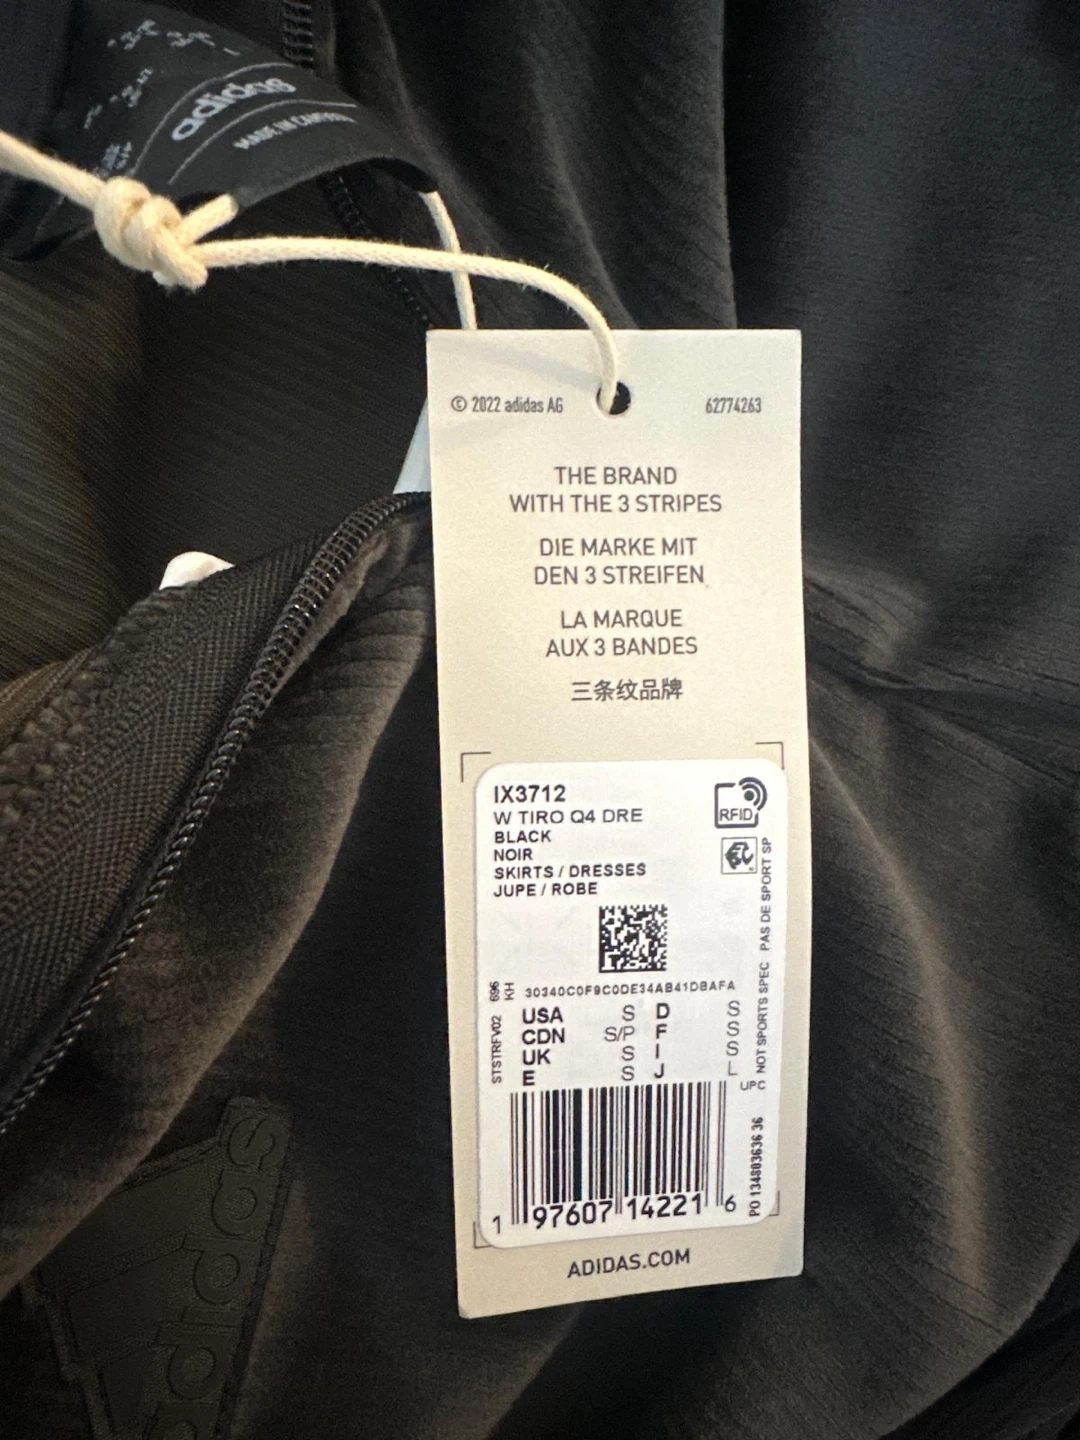 adidas
MADE IN CAMBODIA
© 2022 adidas AG
62774263
THE BRAND
WITH THE 3 STRIPES
DIE MARKE MIT
DEN 3 STREIFEN
LA MARQUE
AUX 3 BANDES
三条纹品牌
IX3712
W TIRO Q4 DRE
BLACK
NOIR
SKIRTS / DRESSES
JUPE / ROBE
RFID
30340C0F9C0DE34AB41DBAFA
USA S D S
CDN S/P F S
UK S I S
E S J L
STSTRFV02 696
KH
NOT SPORTS SPEC PAS DE SPORT SP
UPC
PO 134803636 36
1 97607 14221 6
ADIDAS.COM
adidas